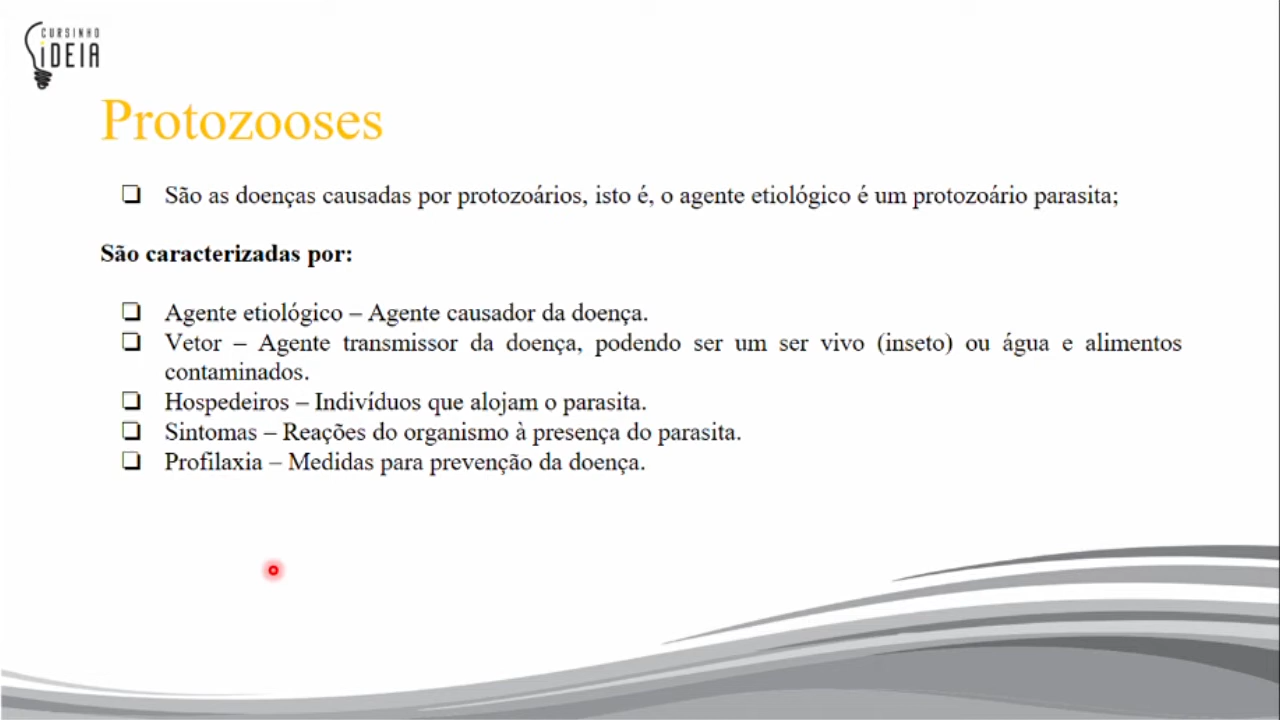 CURSINHO
iDEIA
Protozooses
❏ São as doenças causadas por protozoários, isto é, o agente etiológico é um protozoário parasita;
São caracterizadas por:
❏ Agente etiológico – Agente causador da doença.
❏ Vetor – Agente transmissor da doença, podendo ser um ser vivo (inseto) ou água e alimentos
contaminados.
❏ Hospedeiros – Indivíduos que alojam o parasita.
❏ Sintomas – Reações do organismo à presença do parasita.
❏ Profilaxia – Medidas para prevenção da doença.